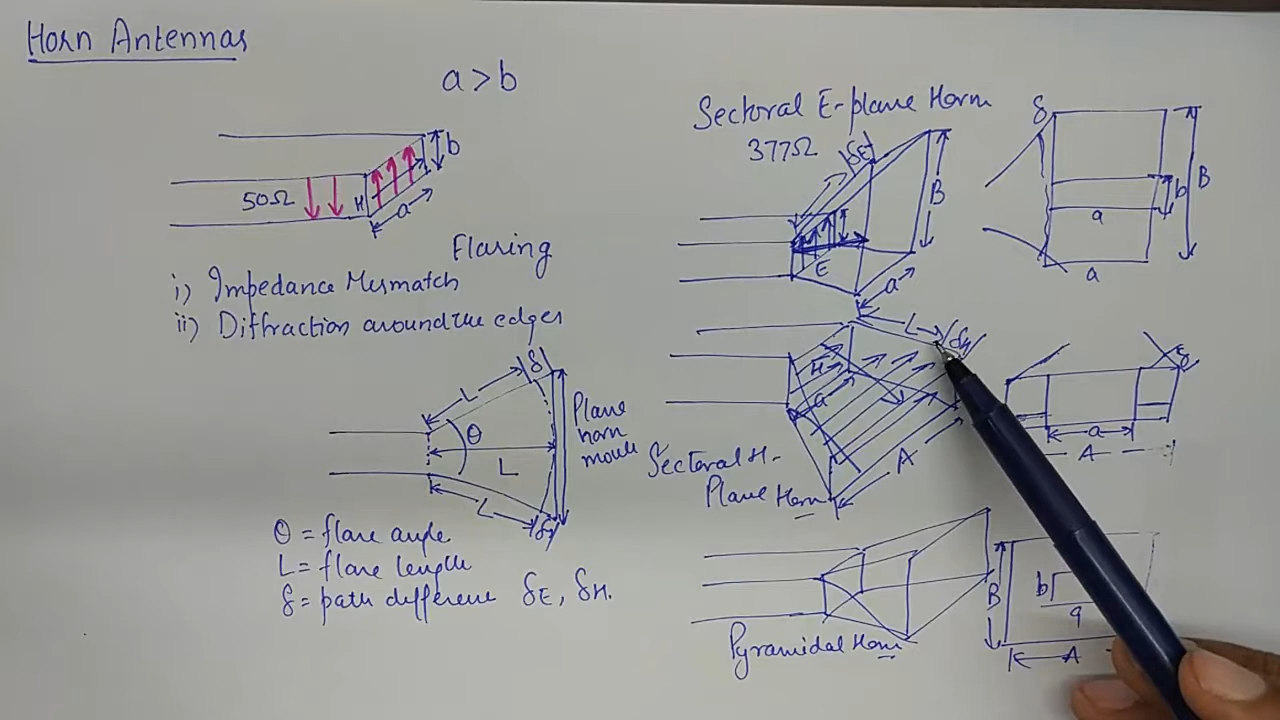 Horn Antennas
a > b
b
50Ω
H
a
Flaring
i) Impedance Mismatch
ii) Diffraction around the edges
δ
L
θ
L
L
δ
Plane
horn
mouth
θ = flare angle
L = flare length
δ = path different δE, δH.
Sectoral E-plane Horn
377Ω
δE
B
E
a
δ
B
b
a
a
L
δH
H
a
A
Sectoral H-
Plane Horn
δ
a
A
Pyramidal Horn
B
b
a
A